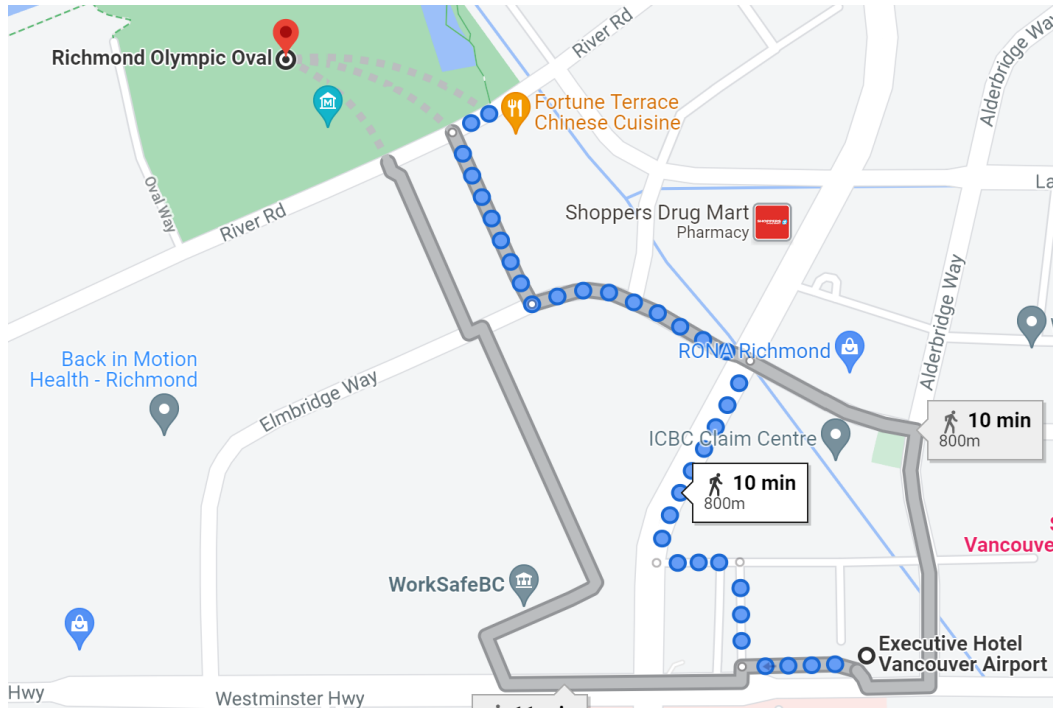 River Rd
Alderbridge Way
Richmond Olympic Oval
M
Fortune Terrace
Chinese Cuisine
Oval Way
River Rd
Shoppers Drug Mart
Pharmacy
Alderbridge Way
RONA Richmond
Back in Motion
Health - Richmond
Elmbridge Way
10 min
800m
ICBC Claim Centre
10 min
800m
Vancouve
WorkSafeBC
Executive Hotel
Vancouver Airport
Hwy
Westminster Hwy